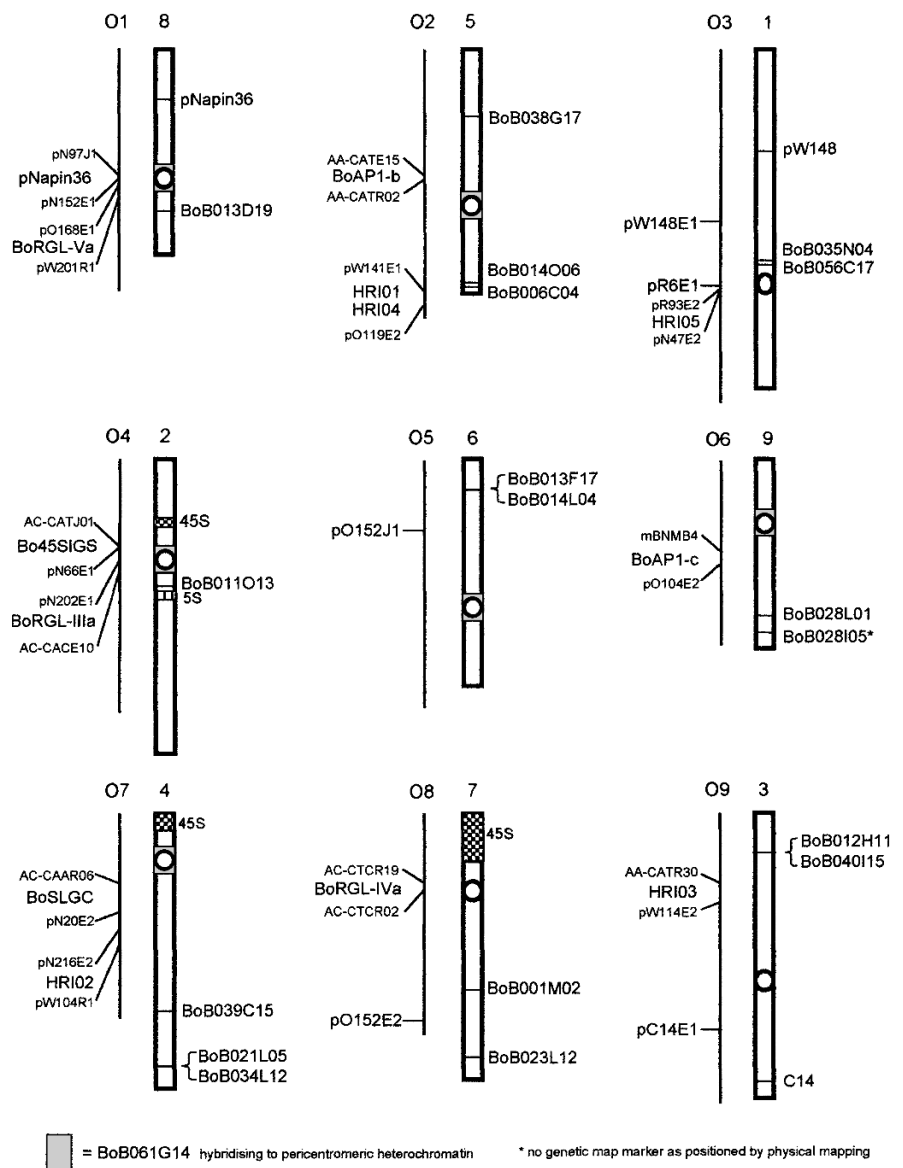 O1 8
pNapin36
pN97J1
pNapin36
pN152E1
pO168E1
BoRGL-Va
pW201R1
BoB013D19
O2 5
BoB038G17
AA-CATE15
BoAP1-b
AA-CATR02
pW141E1
HRI01
HRI04
pO119E2
BoB014O06
BoB006C04
O3 1
pW148
pW148E1
BoB035N04
BoB056C17
pR6E1
pR93E2
HRI05
pN47E2
O4 2
AC-CATJ01
45S
Bo45SIGS
pN66E1
BoB011O13
5S
pN202E1
BoRGL-IIIa
AC-CACE10
O5 6
BoB013F17
BoB014L04
pO152J1
O6 9
mBNMB4
BoAP1-c
pO104E2
BoB028L01
BoB028I05*
O7 4
45S
AC-CAAR06
BoSLGC
pN20E2
pN216E2
HRI02
pW104R1
BoB039C15
BoB021L05
BoB034L12
O8 7
45S
AC-CTCR19
BoRGL-IVa
AC-CTCR02
BoB001M02
pO152E2
BoB023L12
O9 3
BoB012H11
BoB040I15
AA-CATR30
HRI03
pW114E2
pC14E1
C14
= BoB061G14 hybridising to pericentromeric heterochromatin
* no genetic map marker as positioned by physical mapping